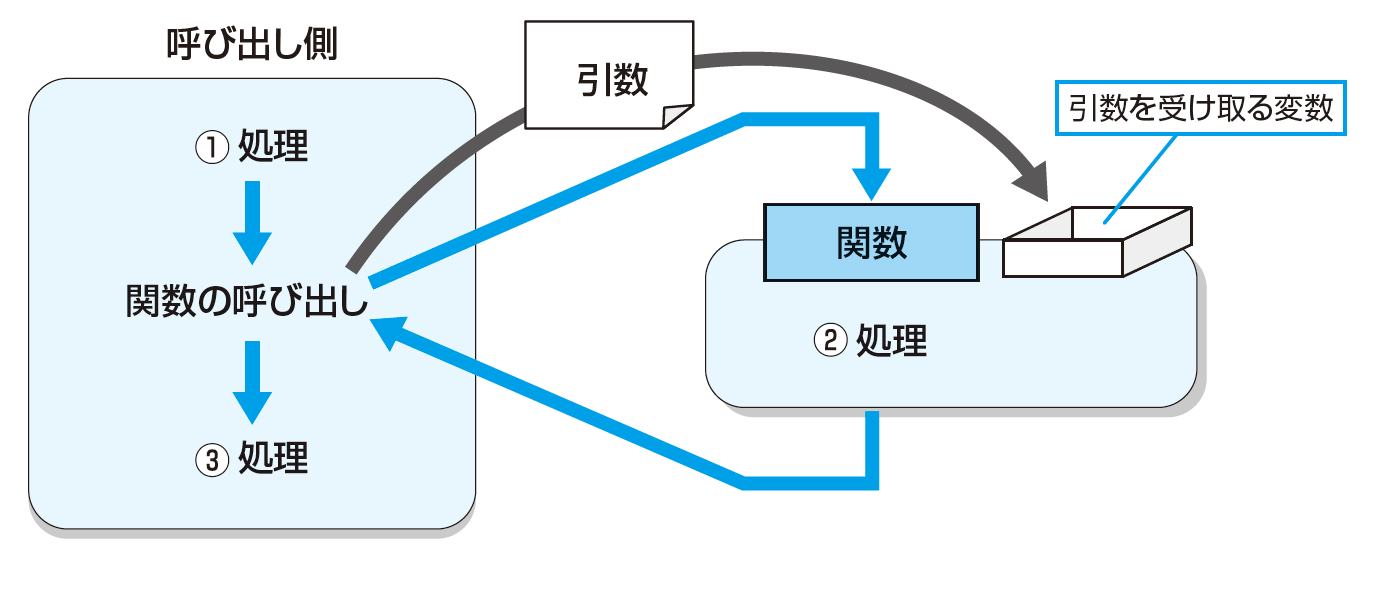 呼び出し側
引数
引数を受け取る変数
① 処理
関数の呼び出し
③ 処理
関数
② 処理